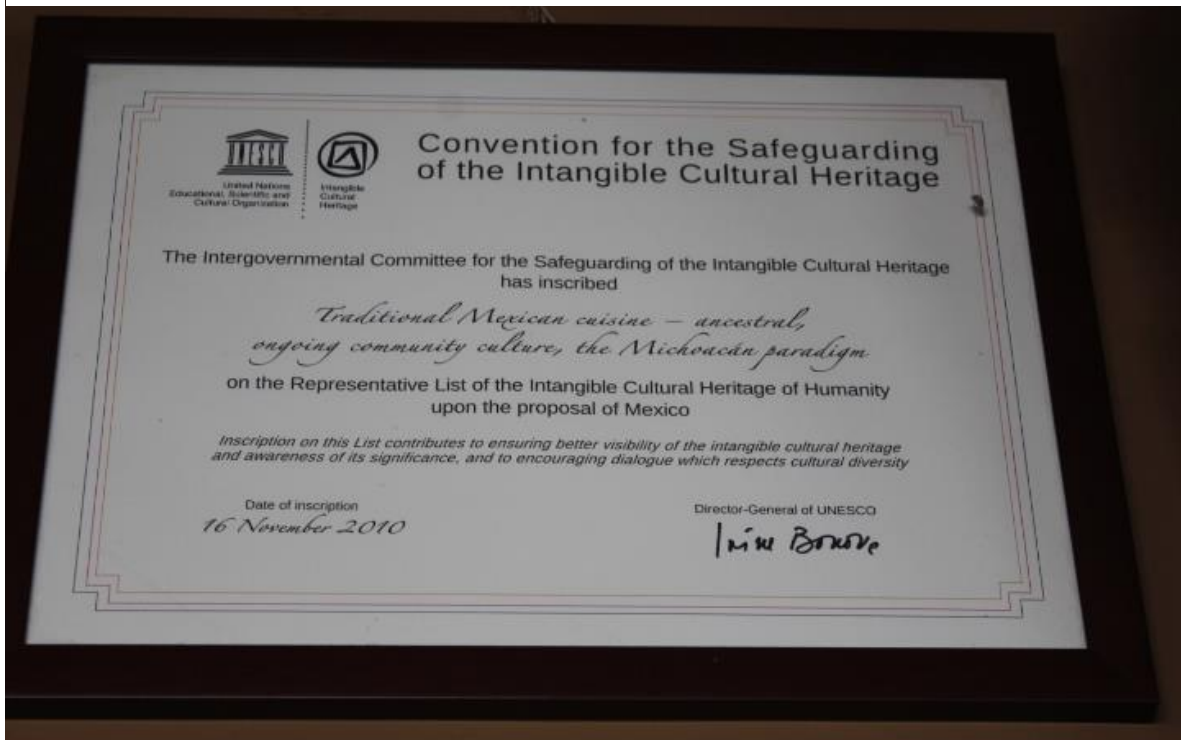 UNESCO
United Nations
Educational, Scientific and
Cultural Organization
Intangible
Cultural
Heritage
Convention for the Safeguarding
of the Intangible Cultural Heritage
The Intergovernmental Committee for the Safeguarding of the Intangible Cultural Heritage
has inscribed
Traditional Mexican cuisine – ancestral,
ongoing community culture, the Michoacán paradigm
on the Representative List of the Intangible Cultural Heritage of Humanity
upon the proposal of Mexico
Inscription on this List contributes to ensuring better visibility of the intangible cultural heritage
and awareness of its significance, and to encouraging dialogue which respects cultural diversity
Date of inscription
16 November 2010
Director-General of UNESCO